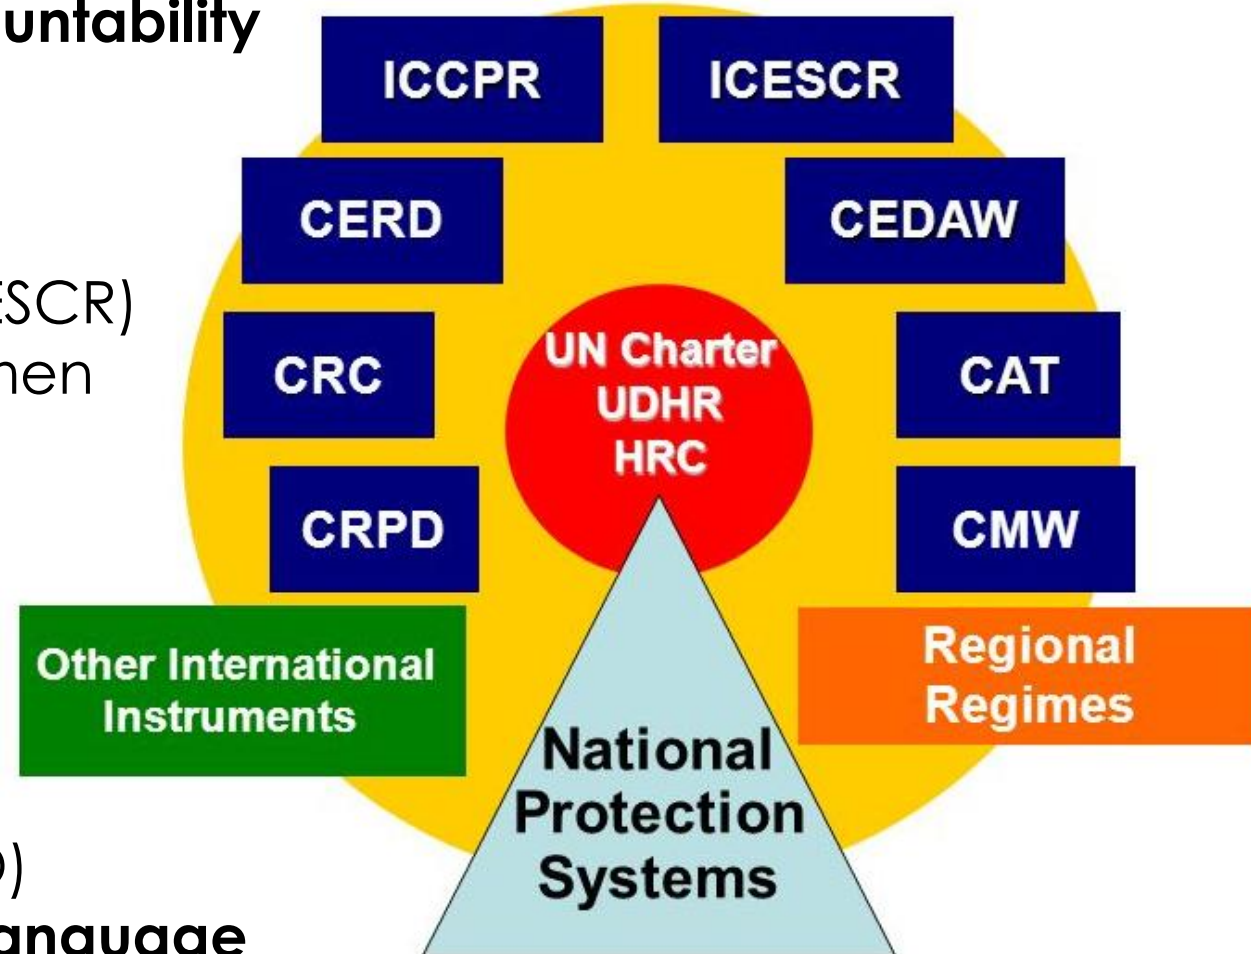 untability
ICCPR
ICESCR
CERD
CEDAW
ESCR)
men
CRC
UN Charter
UDHR
HRC
CAT
CRPD
CMW
Other International
Instruments
Regional
Regimes
National
Protection
Systems
)
anguage